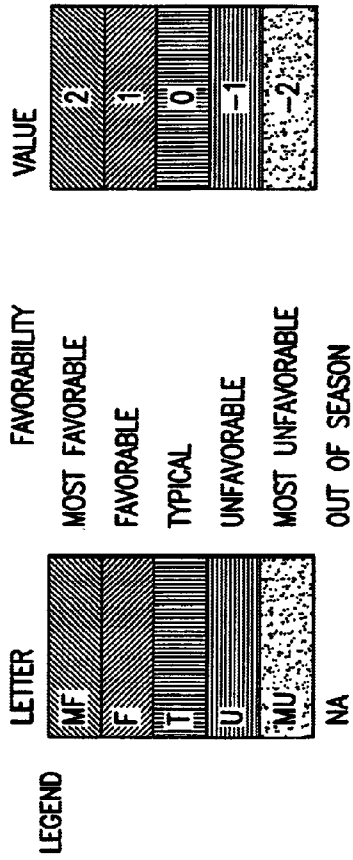 LEGEND
LETTER FAVORABILITY VALUE
MF MOST FAVORABLE 2
F FAVORABLE 1
T TYPICAL 0
U UNFAVORABLE -1
MU MOST UNFAVORABLE -2
NA OUT OF SEASON